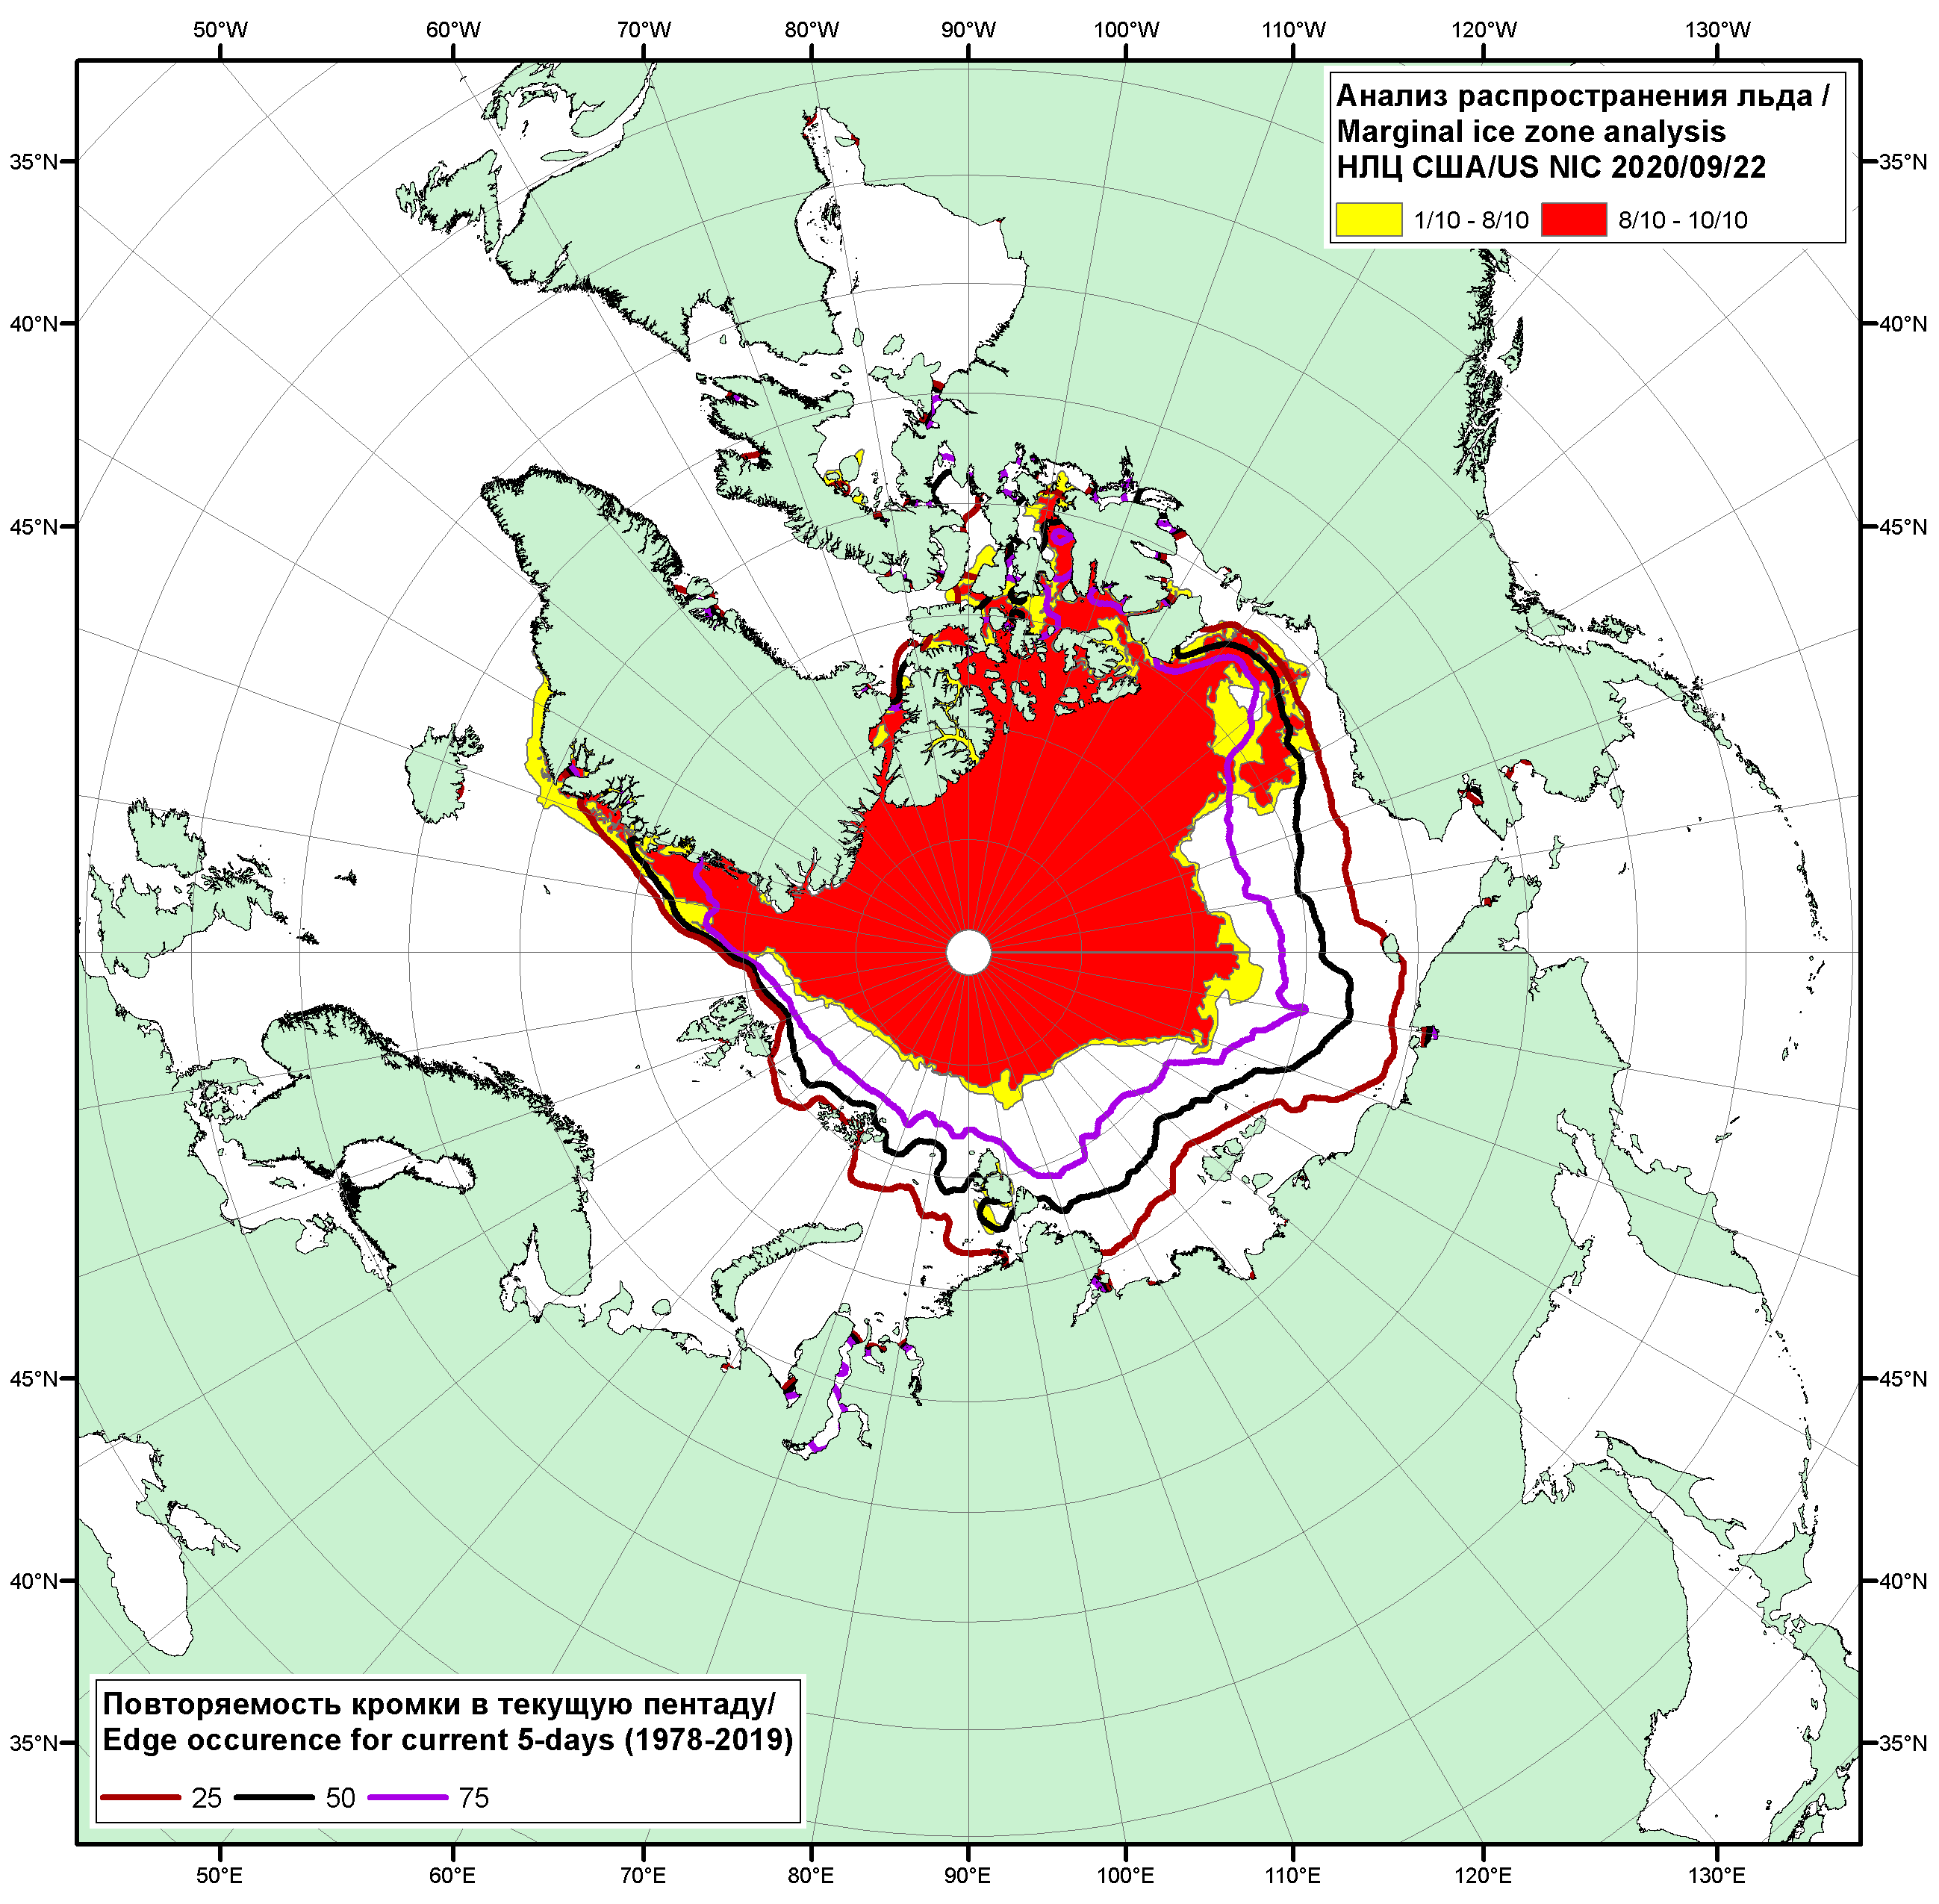 50°W 60°W 70°W 80°W 90°W 100°W 110°W 120°W 130°W
Анализ распространения льда /
Marginal ice zone analysis
НЛЦ США/US NIC 2020/09/22
1/10 - 8/10 8/10 - 10/10
35°N 35°N
40°N 40°N
45°N 45°N
45°N 45°N
40°N 40°N
35°N 35°N
Повторяемость кромки в текущую пентаду/
Edge occurence for current 5-days (1978-2019)
25 50 75
50°E 60°E 70°E 80°E 90°E 100°E 110°E 120°E 130°E